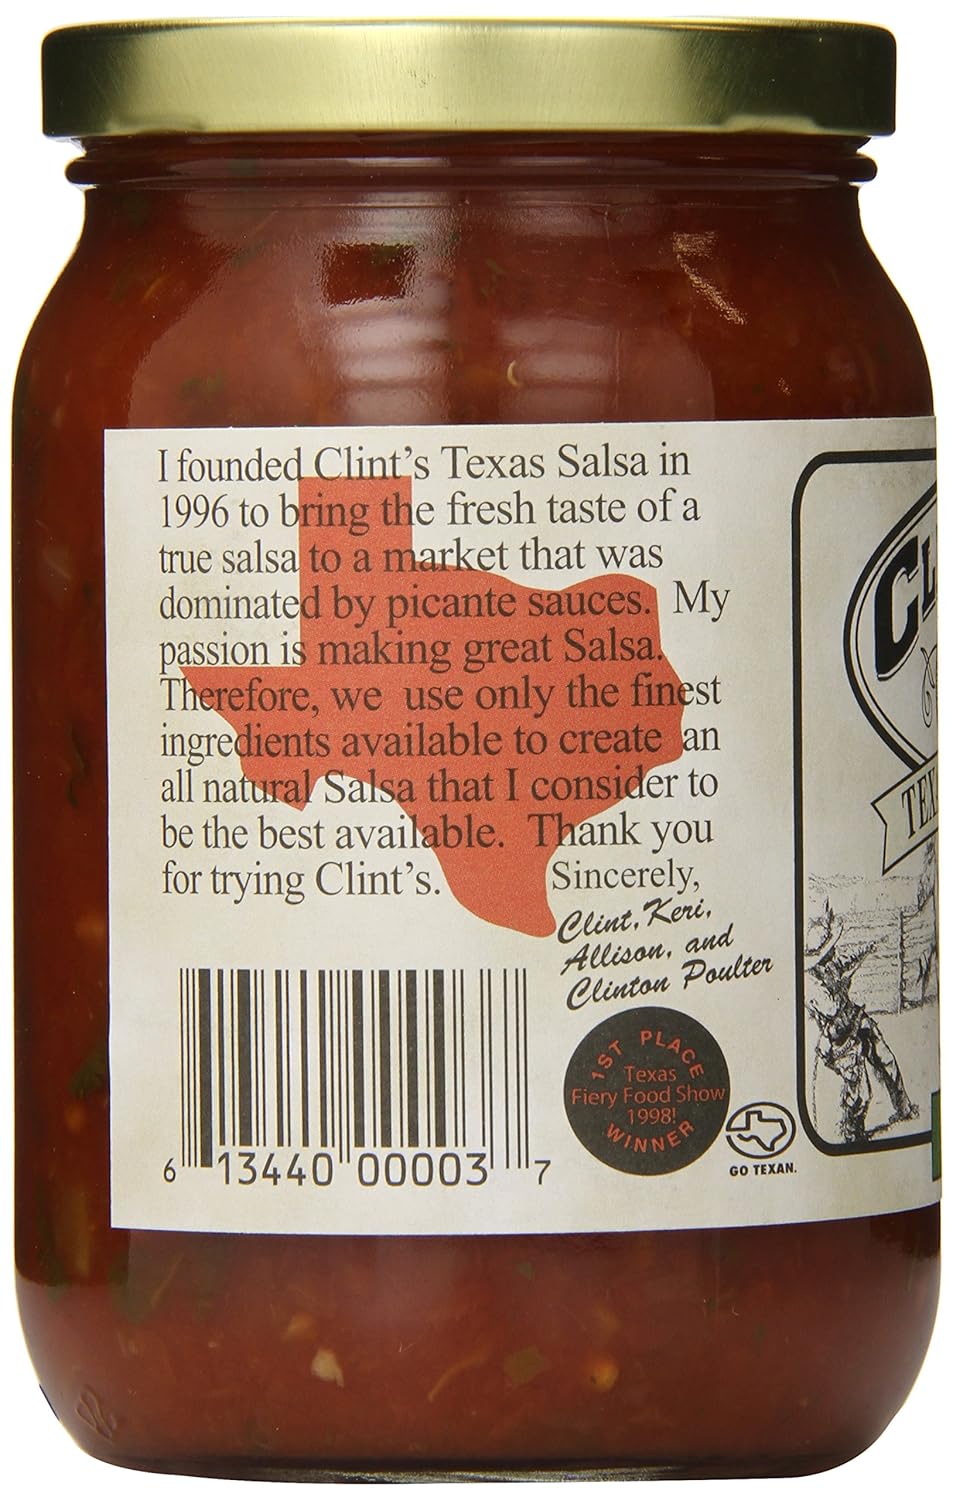 I founded Clint's Texas Salsa in
1996 to bring the fresh taste of a
true salsa to a market that was
dominated by picante sauces. My
passion is making great Salsa.
Therefore, we use only the finest
ingredients available to create an
all natural Salsa that I consider to
be the best available. Thank you
for trying Clint's. Sincerely,
Clint, Keri,
Allison, and
Clinton Poulter
1ST PLACE
Texas
Fiery Food Show
1998!
WINNER
GO TEXAN.
6 13440 00003 7